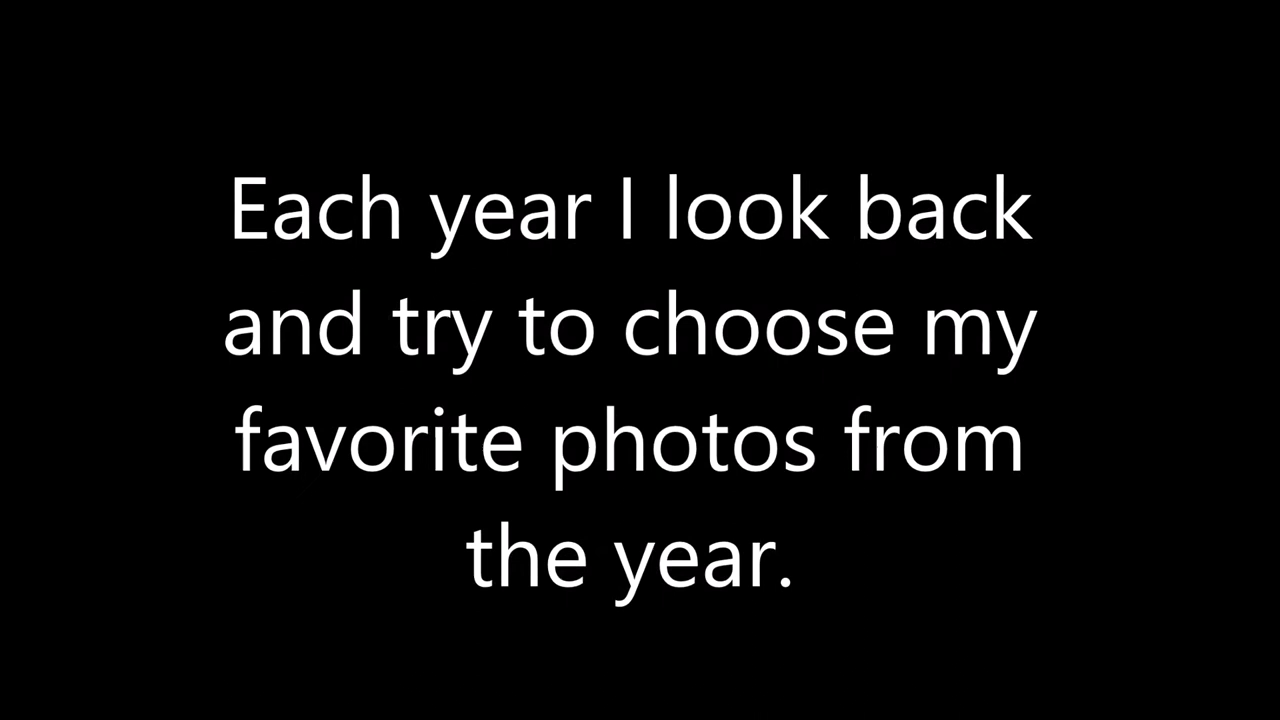 Each year I look back
and try to choose my
favorite photos from
the year.